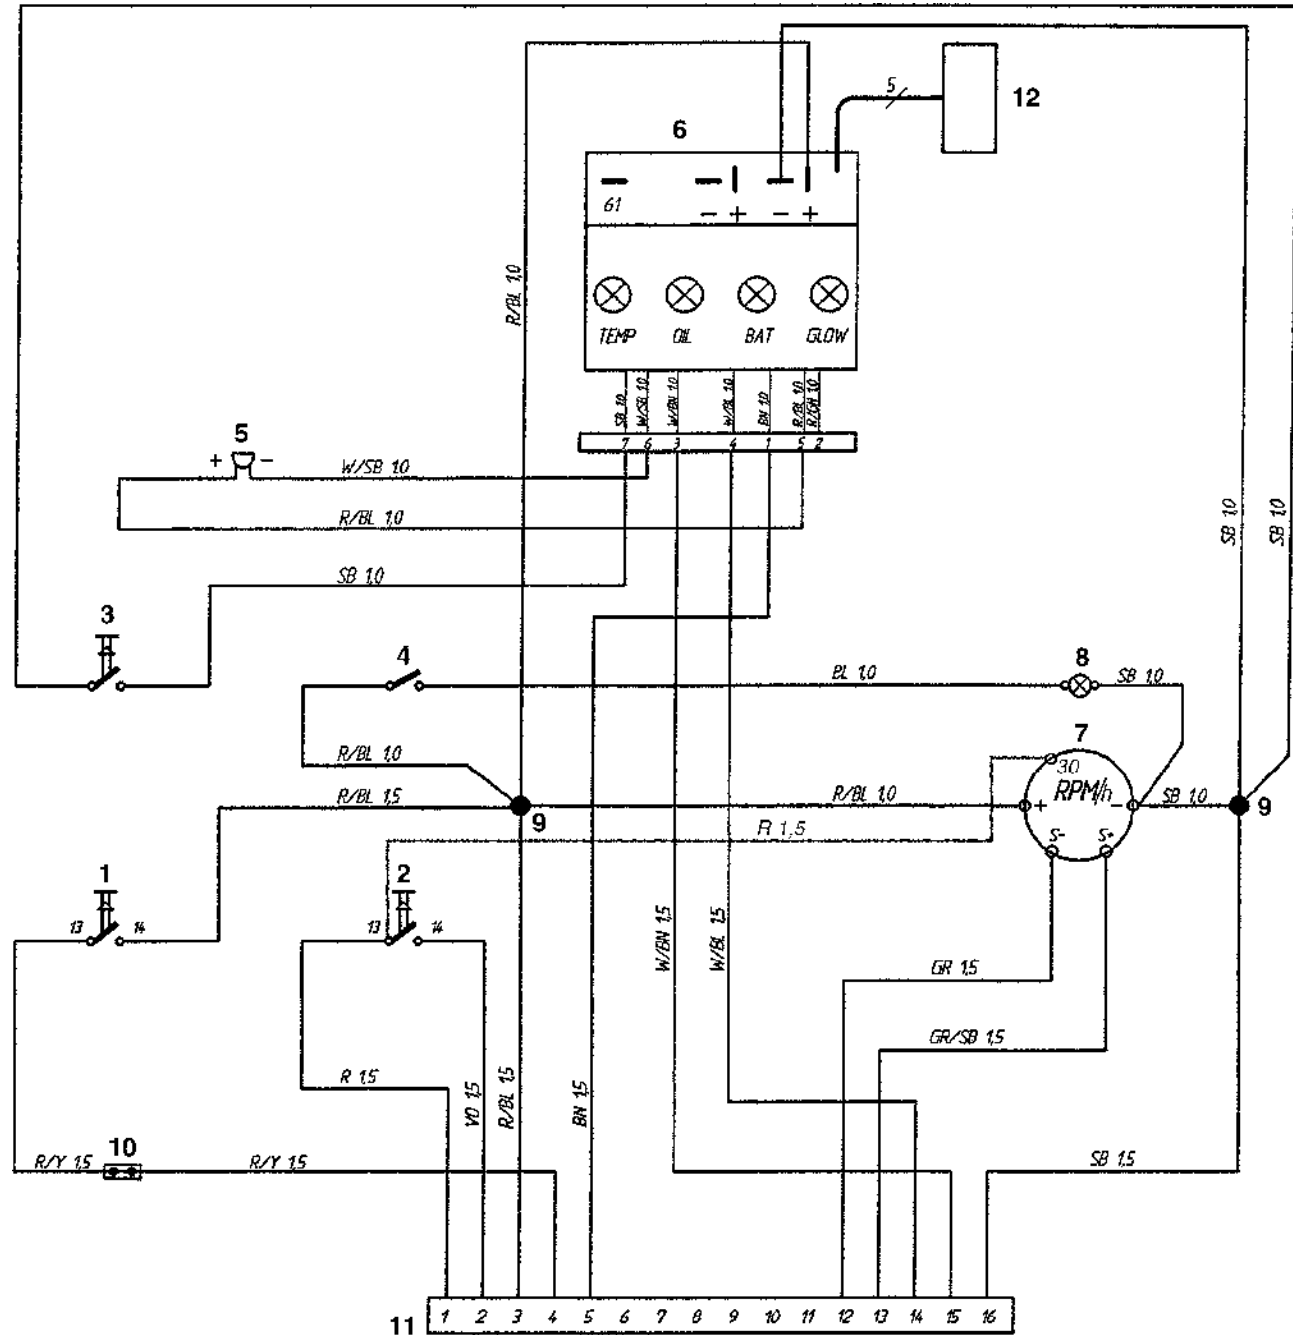 5
12
6
61
- + - +
R/BL 1,0
TEMP OIL BAT GLOW
SB 1,0 W/SB 1,0 W/BN 1,0 W/BL 1,0 BN 1,0 R/BL 1,0 R/GN 1,0
7 6 3 4 1 5 2
5
+ -
W/SB 1,0
R/BL 1,0
SB 1,0
SB 1,0
SB 1,0
3
4
8
BL 1,0
SB 1,0
7
R/BL 1,0
30
RPM/h
R/BL 1,5
R/BL 1,0
+ -
SB 1,0
9
9
R 1,5
S- S+
1
2
13 14
13 14
W/BN 1,5
W/BL 1,5
GR 1,5
GR/SB 1,5
R 1,5
VO 1,5
R/BL 1,5
BN 1,5
10
R/Y 1,5
R/Y 1,5
SB 1,5
11
1 2 3 4 5 6 7 8 9 10 11 12 13 14 15 16